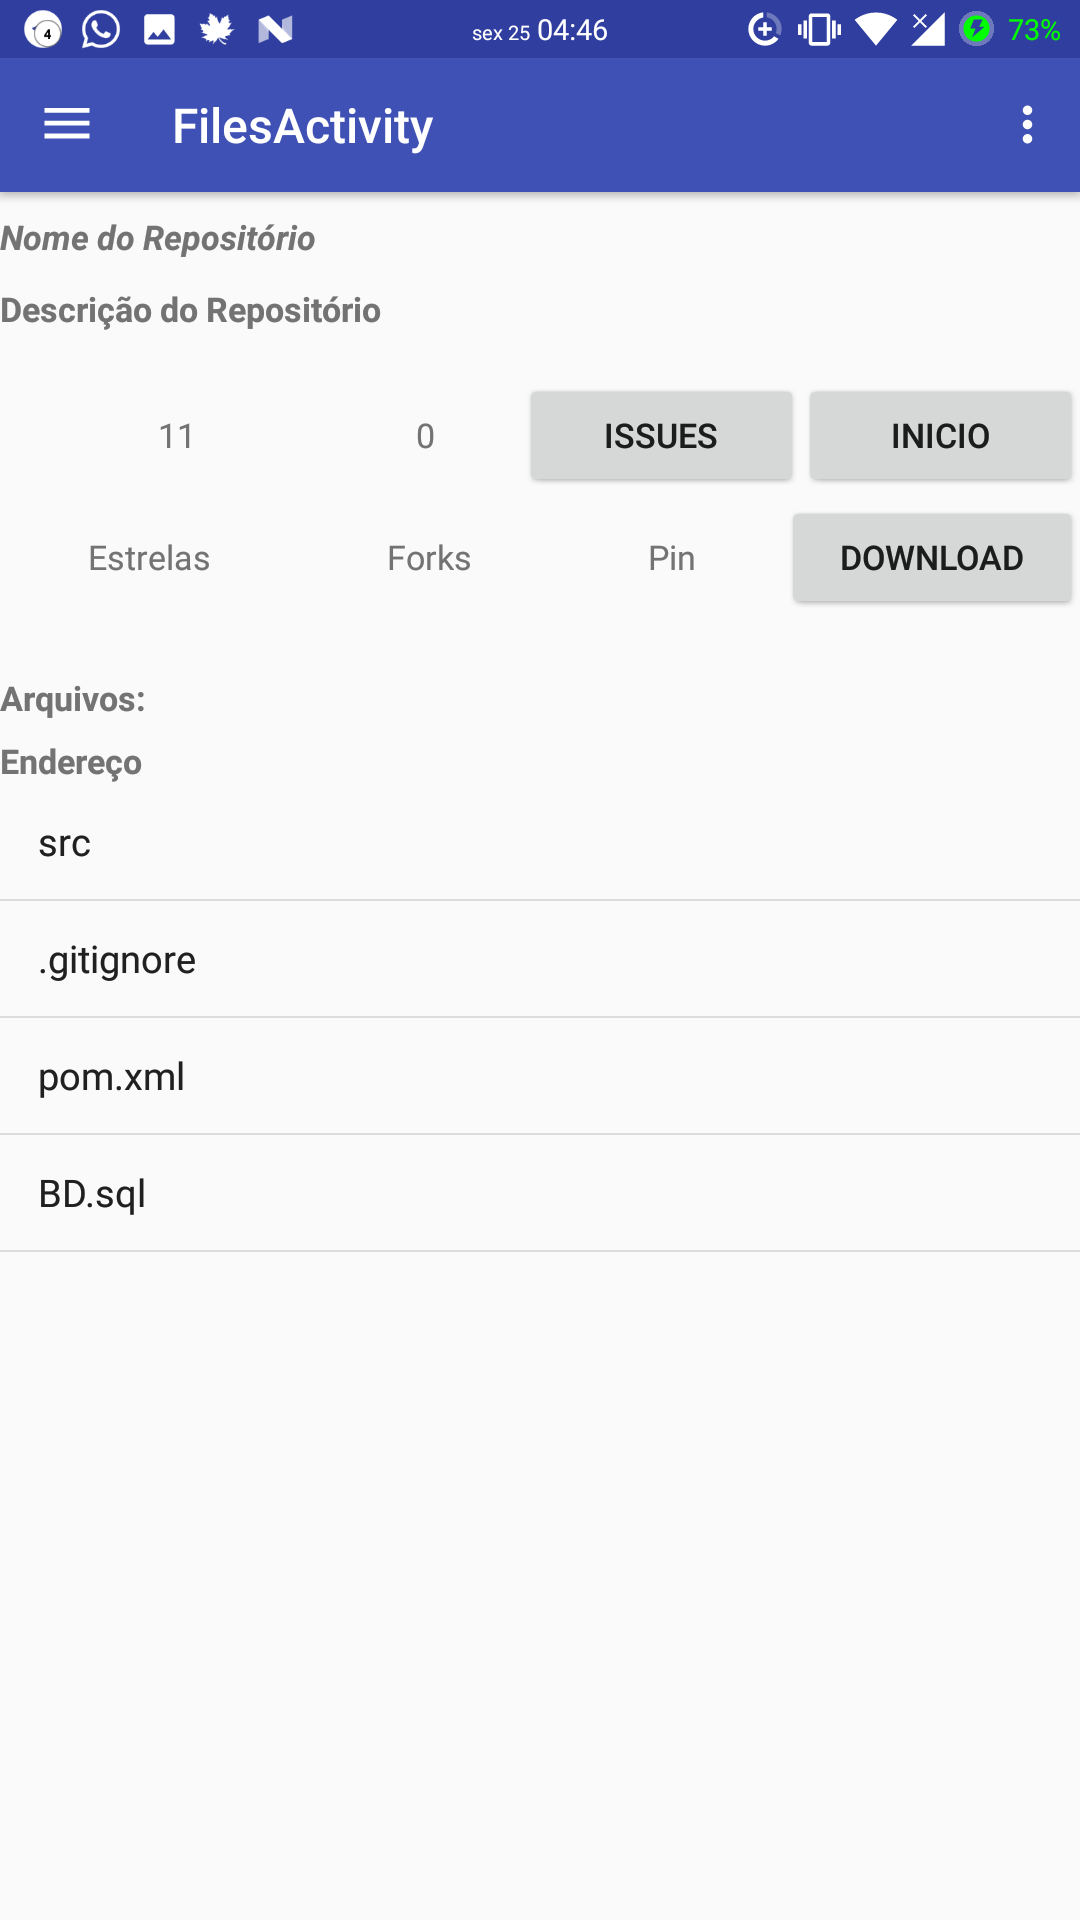 4 sex 25 04:46 73%
FilesActivity
Nome do Repositório
Descrição do Repositório
11 0 ISSUES INICIO
Estrelas Forks Pin DOWNLOAD
Arquivos:
Endereço
src
.gitignore
pom.xml
BD.sql